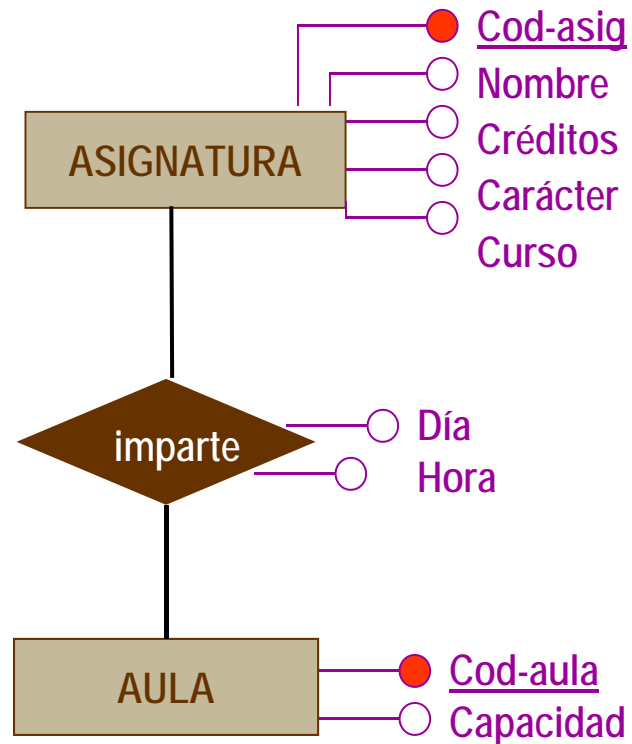 Cod-asig
Nombre
ASIGNATURA
Créditos
Carácter
Curso
imparte
Día
Hora
AULA
Cod-aula
Capacidad